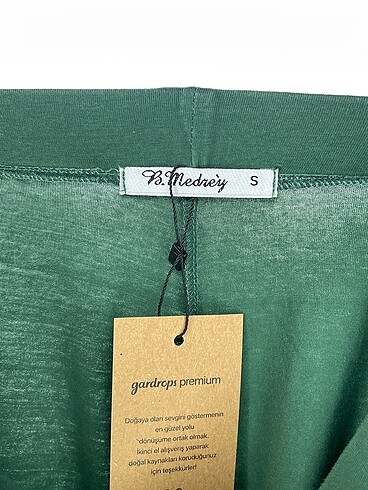 B. Medrèy S
gardrops premium
Doğaya olan sevgini göstermenin
en güzel yolu
dönüşüme ortak olmak.
İkinci el alışveriş yaparak
doğal kaynakları koruduğunuz
için teşekkürler!